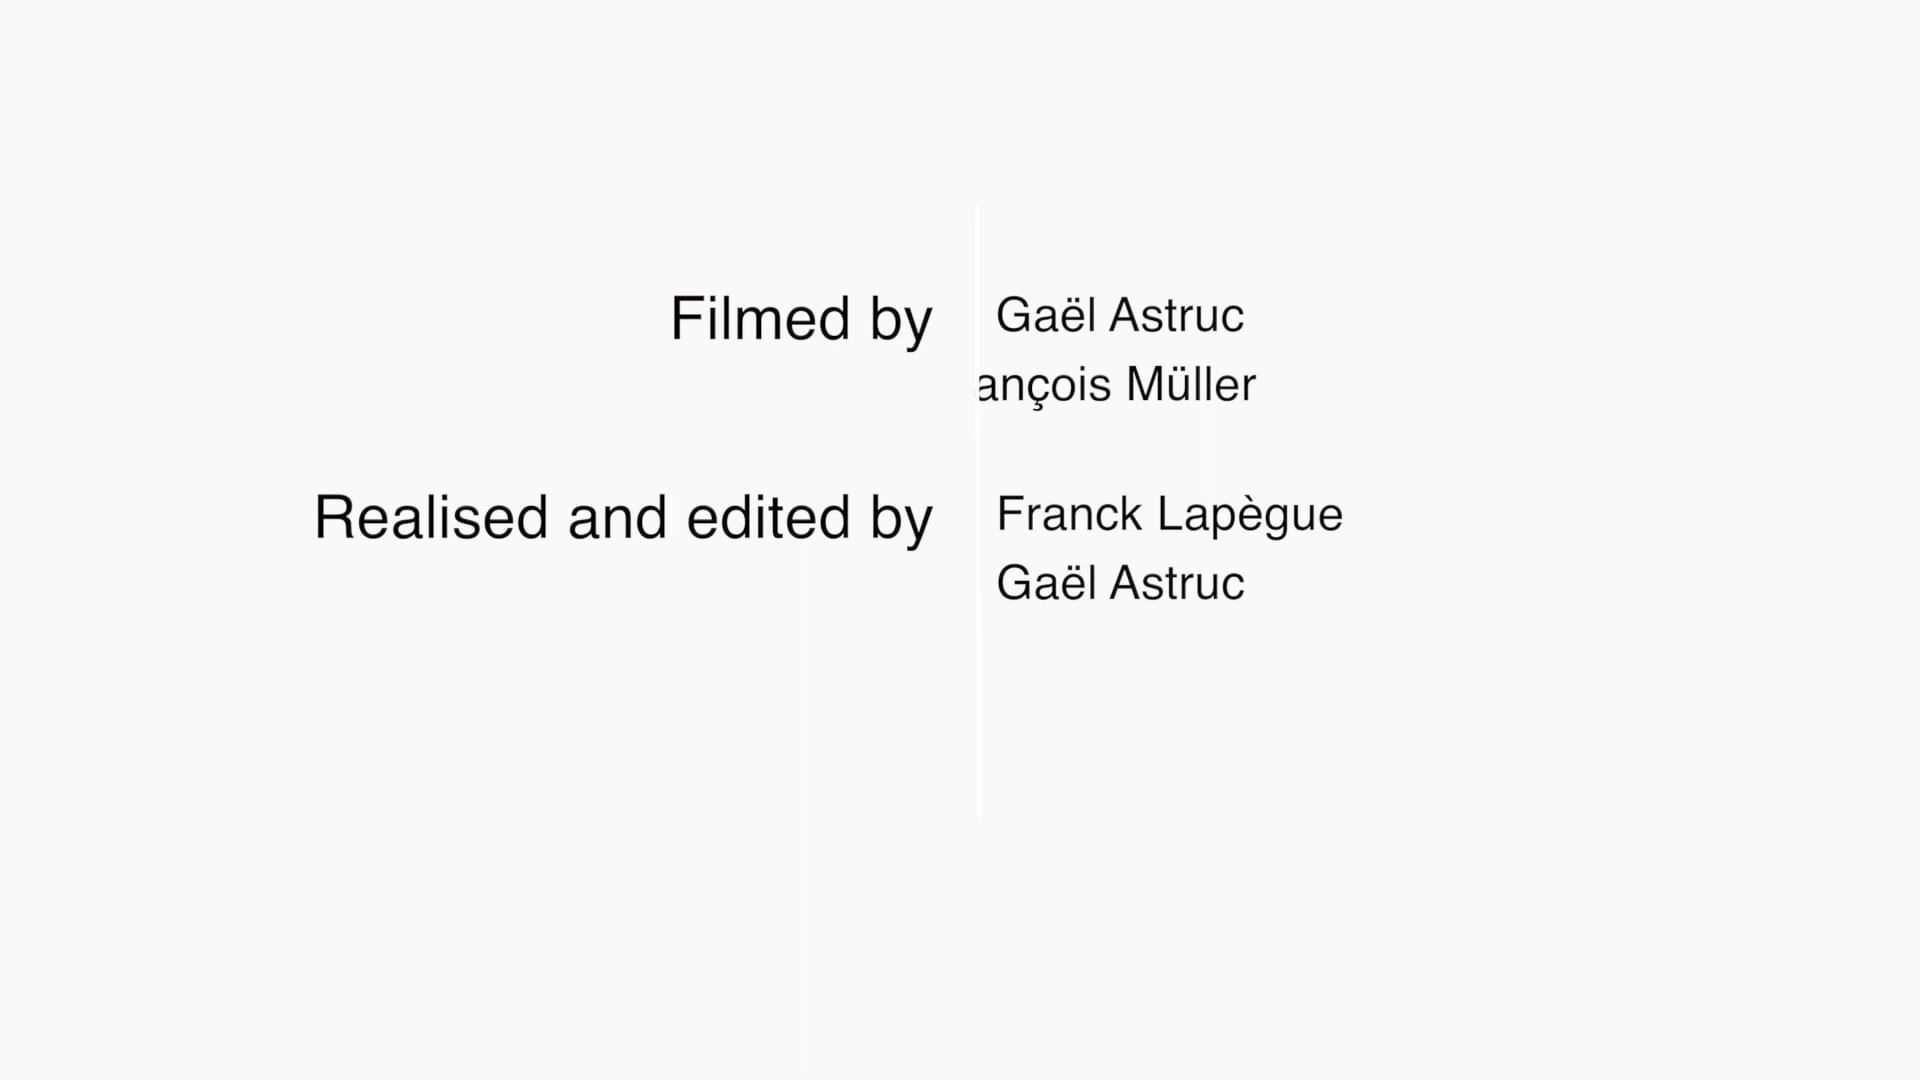 Filmed by Gaël Astruc
ançois Müller
Realised and edited by Franck Lapègue
Gaël Astruc